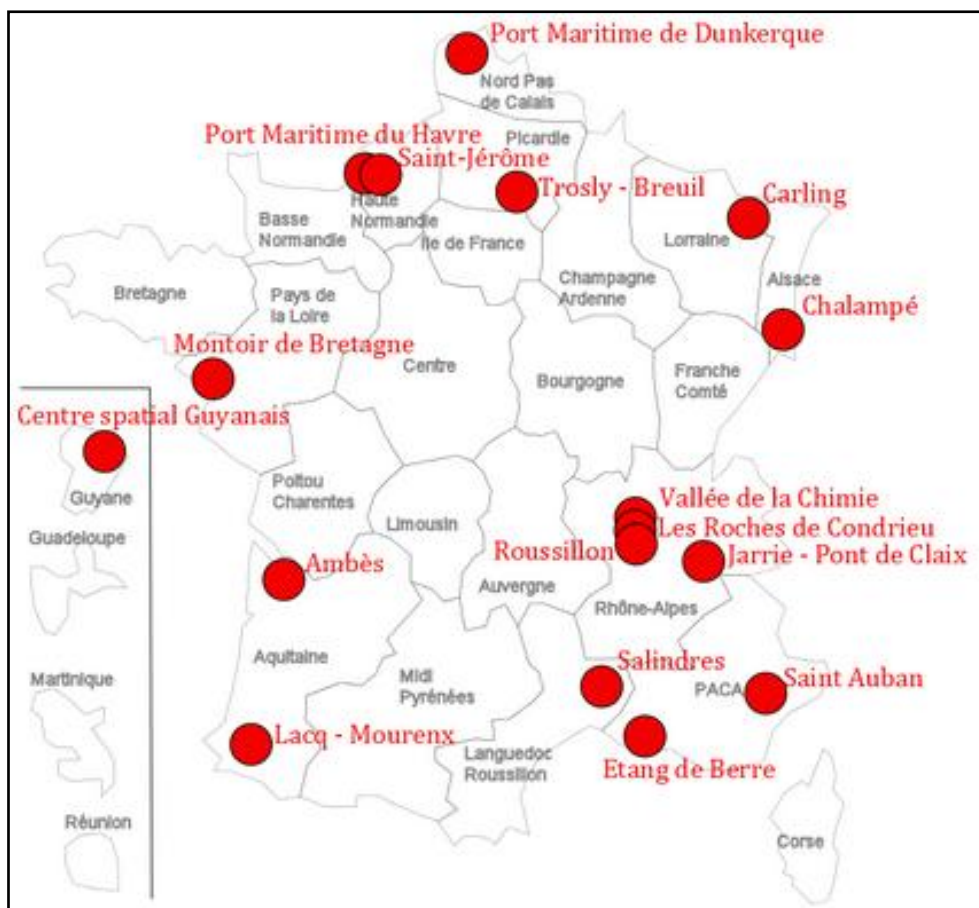 Port Maritime de Dunkerque
Nord Pas
de Calais
Port Maritime du Havre
Picardie
Saint-Jérôme
Trosly - Breuil
Carling
Haute
Normandie
Basse
Normandie
Ile de France
Lorraine
Champagne
Ardenne
Alsace
Bretagne
Pays de
la Loire
Chalampé
Montoir de Bretagne
Centre
Bourgogne
Franche
Comté
Centre spatial Guyanais
Guyane
Poitou
Charentes
Limousin
Vallée de la Chimie
Les Roches de Condrieu
Roussillon
Jarrie - Pont de Claix
Guadeloupe
Ambès
Auvergne
Rhône-Alpes
Aquitaine
Midi
Pyrénées
Salindres
Martinique
PACA
Saint Auban
Lacq - Mourenx
Languedoc
Roussillon
Etang de Berre
Réunion
Corse